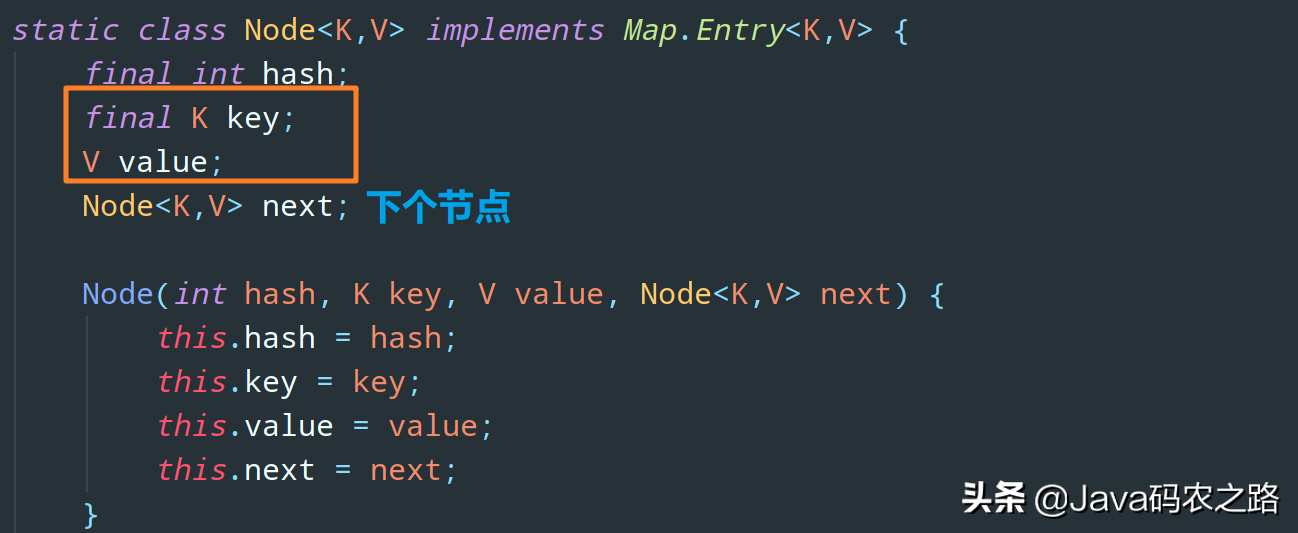 static class Node<K,V> implements Map.Entry<K,V> {
final int hash;
final K key;
V value;
Node<K,V> next; 下个节点
Node(int hash, K key, V value, Node<K,V> next) {
this.hash = hash;
this.key = key;
this.value = value;
this.next = next;
}
头条 @Java码农之路